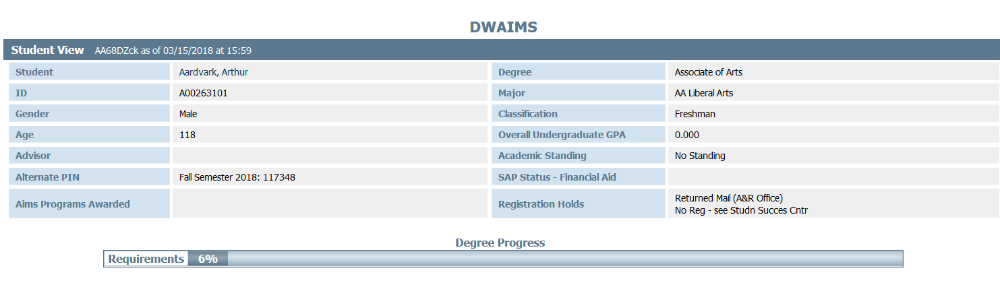 DWAIMS
Student View AA68DZck as of 03/15/2018 at 15:59
Student Aardvark, Arthur Degree Associate of Arts
ID A00263101 Major AA Liberal Arts
Gender Male Classification Freshman
Age 118 Overall Undergraduate GPA 0.000
Advisor Academic Standing No Standing
Alternate PIN Fall Semester 2018: 117348 SAP Status - Financial Aid
Aims Programs Awarded Registration Holds Returned Mail (A&R Office)
No Reg - see Studn Succes Cntr
Degree Progress
Requirements 6%